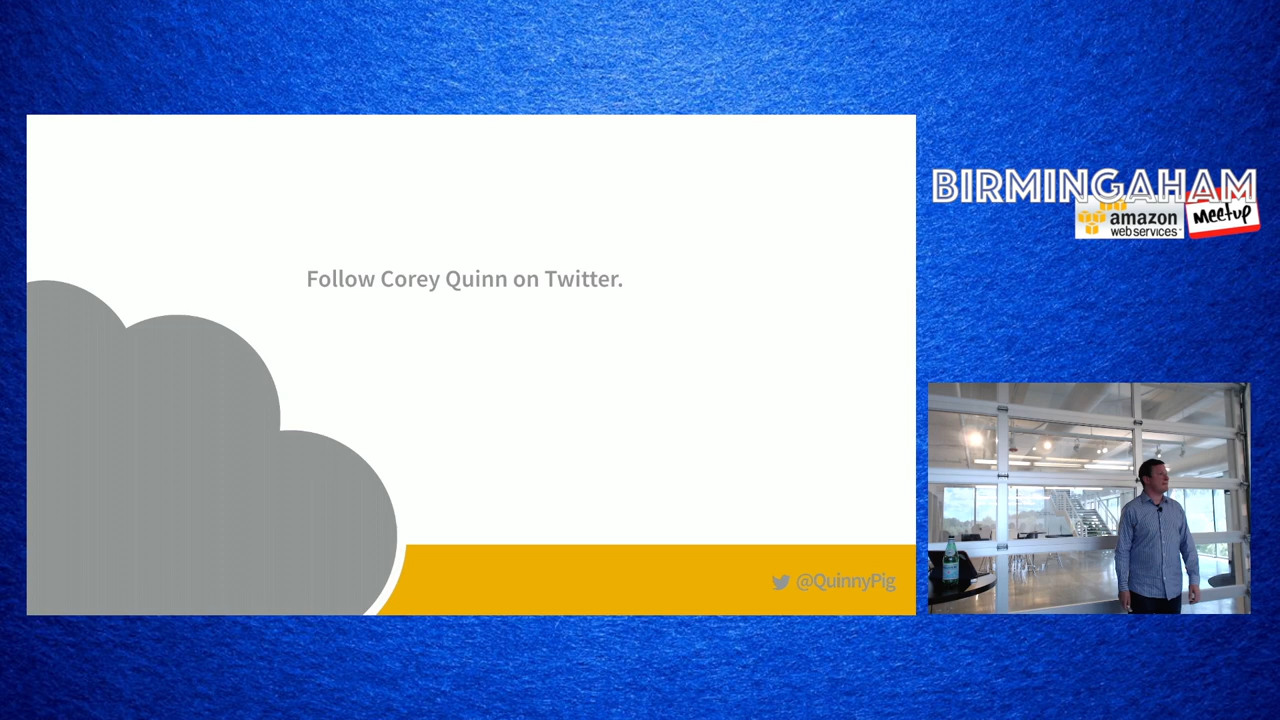 BIRMINGAHAM
amazon
web services
Meetup
Follow Corey Quinn on Twitter.
@QuinnyPig